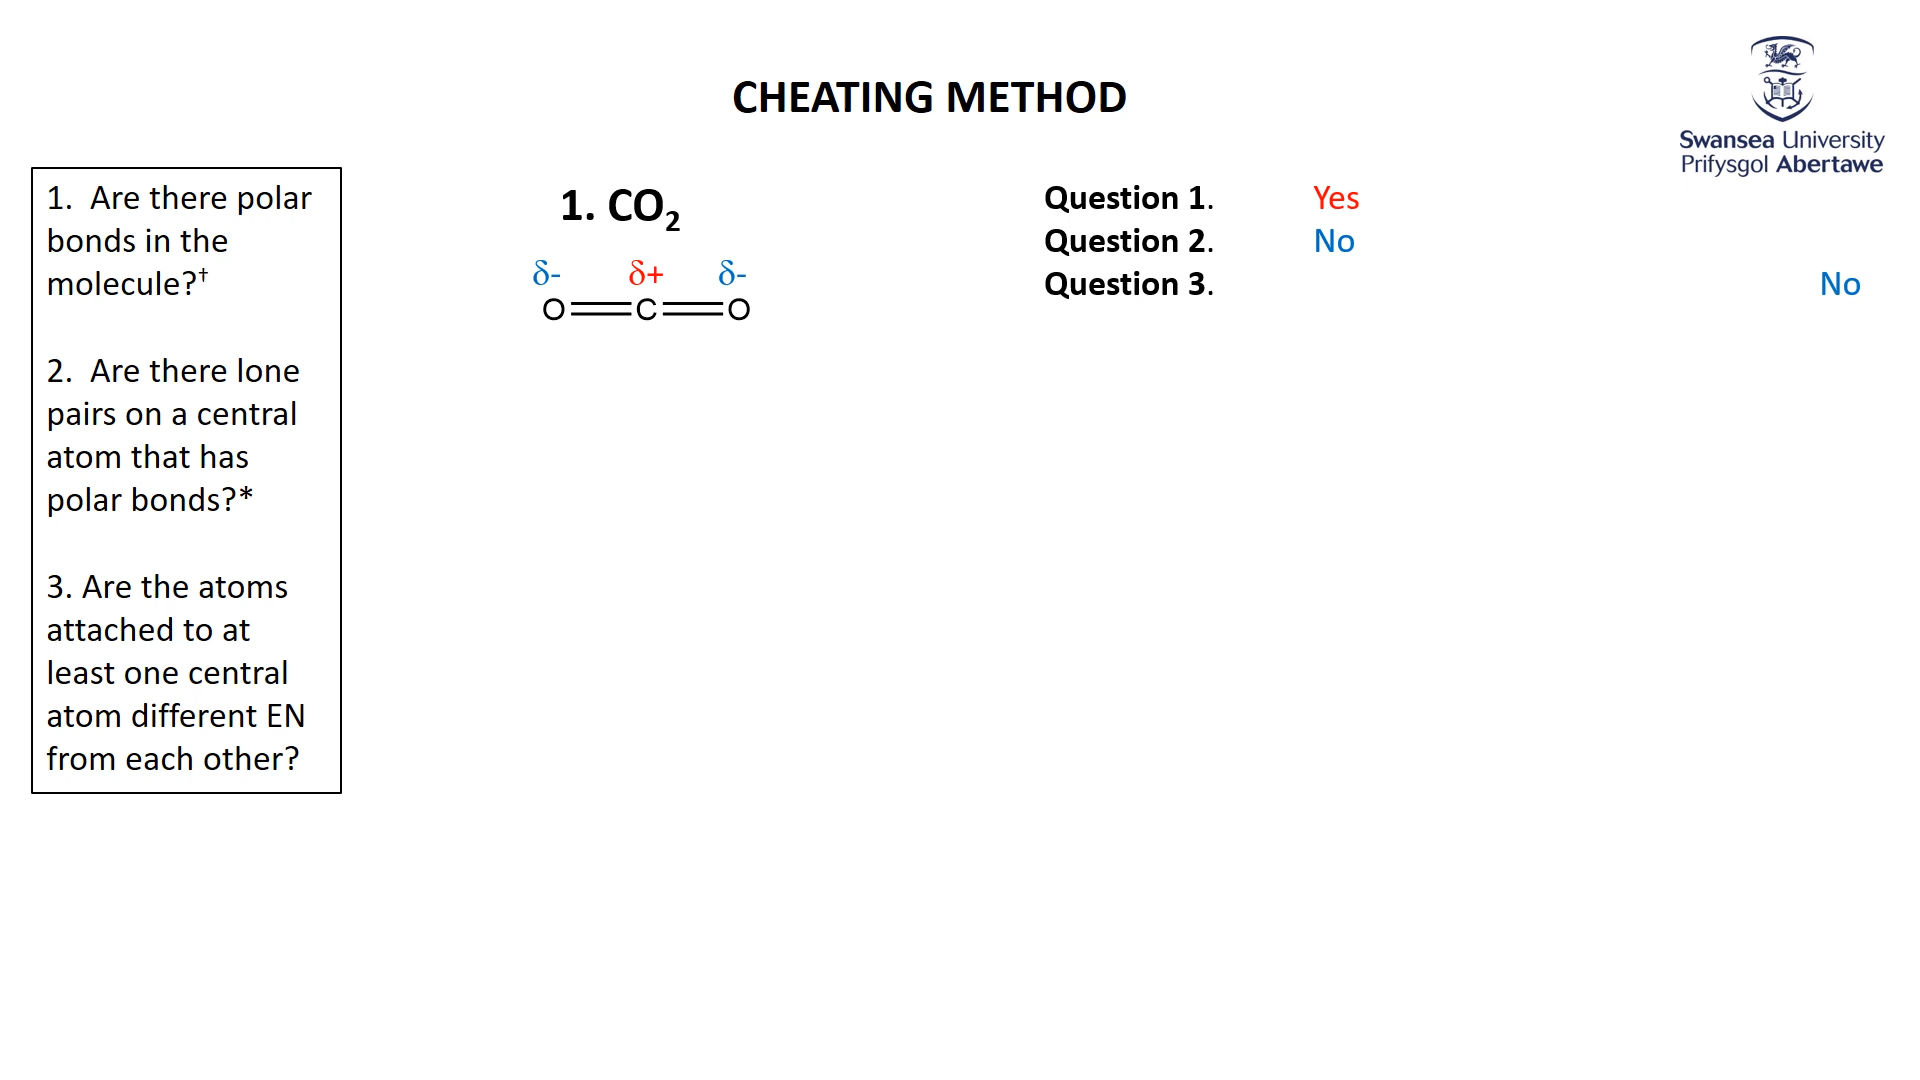 CHEATING METHOD
Swansea University
Prifysgol Abertawe
1. Are there polar
bonds in the
molecule?†
2. Are there lone
pairs on a central
atom that has
polar bonds?*
3. Are the atoms
attached to at
least one central
atom different EN
from each other?
1. CO₂
δ- δ+ δ-
O C O
Question 1. Yes
Question 2. No
Question 3. No